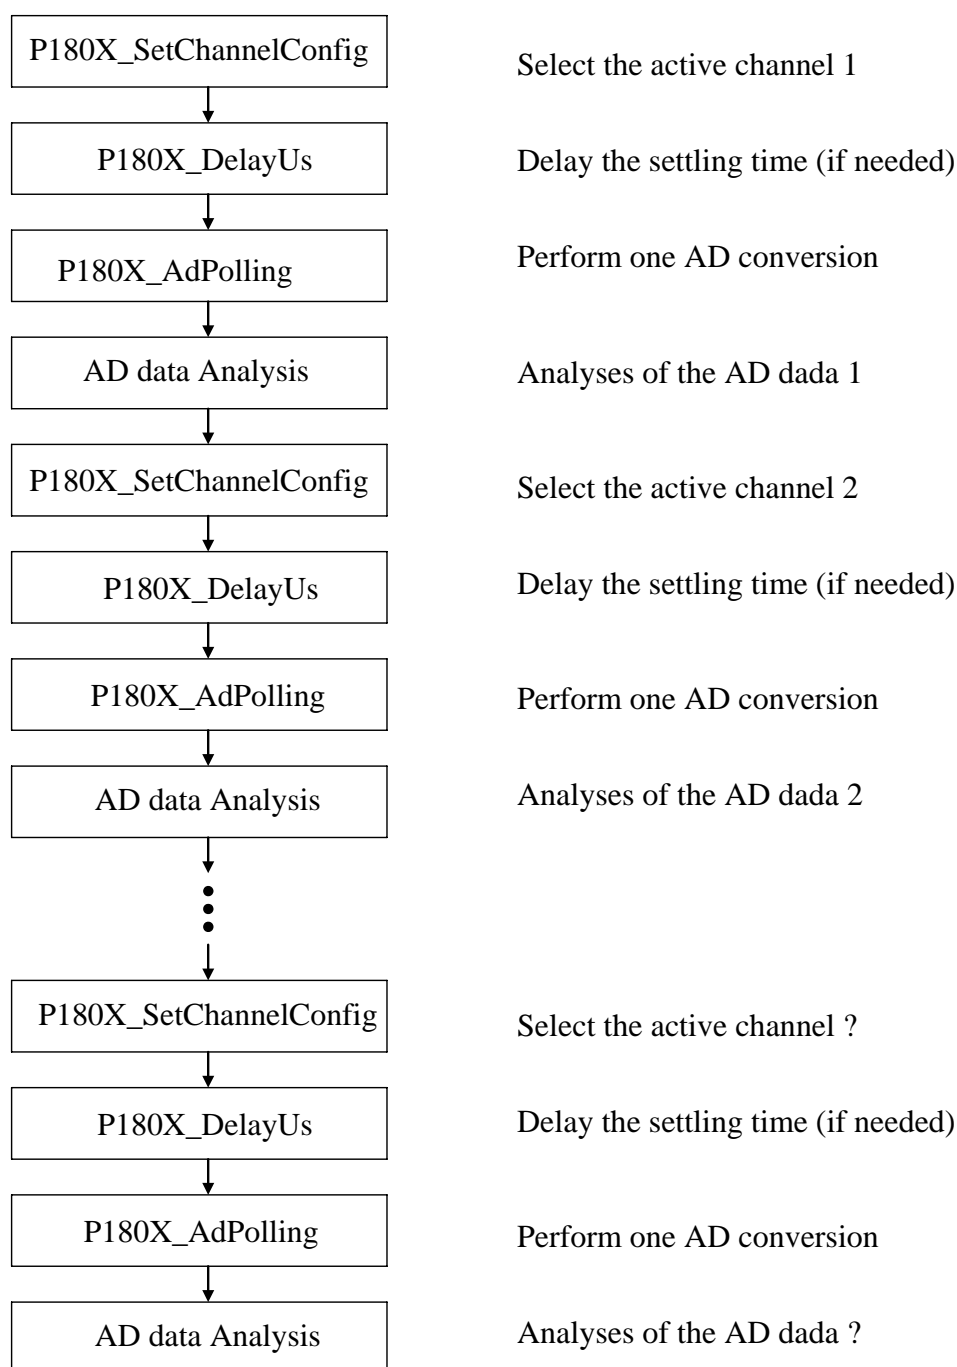 P180X_SetChannelConfig
Select the active channel 1
P180X_DelayUs
Delay the settling time (if needed)
P180X_AdPolling
Perform one AD conversion
AD data Analysis
Analyses of the AD dada 1
P180X_SetChannelConfig
Select the active channel 2
P180X_DelayUs
Delay the settling time (if needed)
P180X_AdPolling
Perform one AD conversion
AD data Analysis
Analyses of the AD dada 2
P180X_SetChannelConfig
Select the active channel ?
P180X_DelayUs
Delay the settling time (if needed)
P180X_AdPolling
Perform one AD conversion
AD data Analysis
Analyses of the AD dada ?